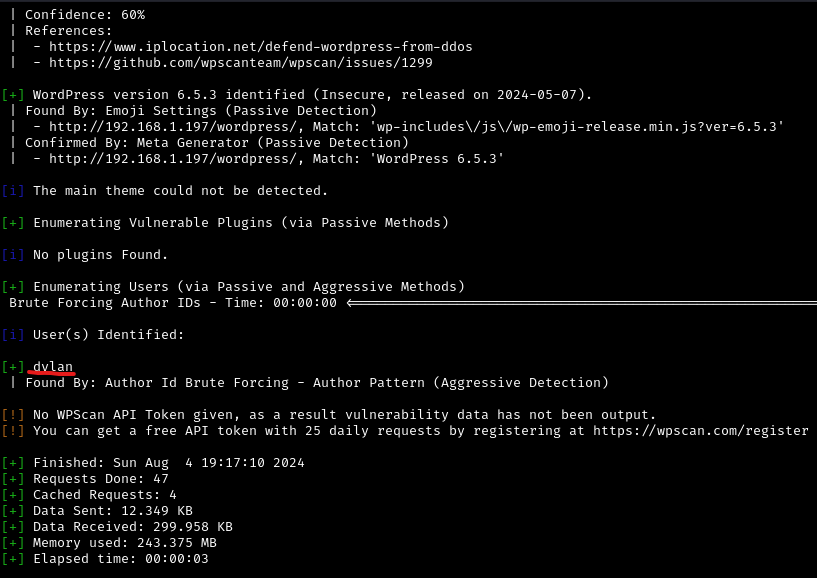 | Confidence: 60%
| References:
|  - https://www.iplocation.net/defend-wordpress-from-ddos
|  - https://github.com/wpscanteam/wpscan/issues/1299
[+] WordPress version 6.5.3 identified (Insecure, released on 2024-05-07).
| Found By: Emoji Settings (Passive Detection)
|  - http://192.168.1.197/wordpress/, Match: 'wp-includes\/js\/wp-emoji-release.min.js?ver=6.5.3'
| Confirmed By: Meta Generator (Passive Detection)
|  - http://192.168.1.197/wordpress/, Match: 'WordPress 6.5.3'
[i] The main theme could not be detected.
[+] Enumerating Vulnerable Plugins (via Passive Methods)
[i] No plugins Found.
[+] Enumerating Users (via Passive and Aggressive Methods)
Brute Forcing Author IDs - Time: 00:00:00 <==============================================================
[i] User(s) Identified:
[+] dylan
| Found By: Author Id Brute Forcing - Author Pattern (Aggressive Detection)
[!] No WPScan API Token given, as a result vulnerability data has not been output.
[!] You can get a free API token with 25 daily requests by registering at https://wpscan.com/register
[+] Finished: Sun Aug  4 19:17:10 2024
[+] Requests Done: 47
[+] Cached Requests: 4
[+] Data Sent: 12.349 KB
[+] Data Received: 299.958 KB
[+] Memory used: 243.375 MB
[+] Elapsed time: 00:00:03